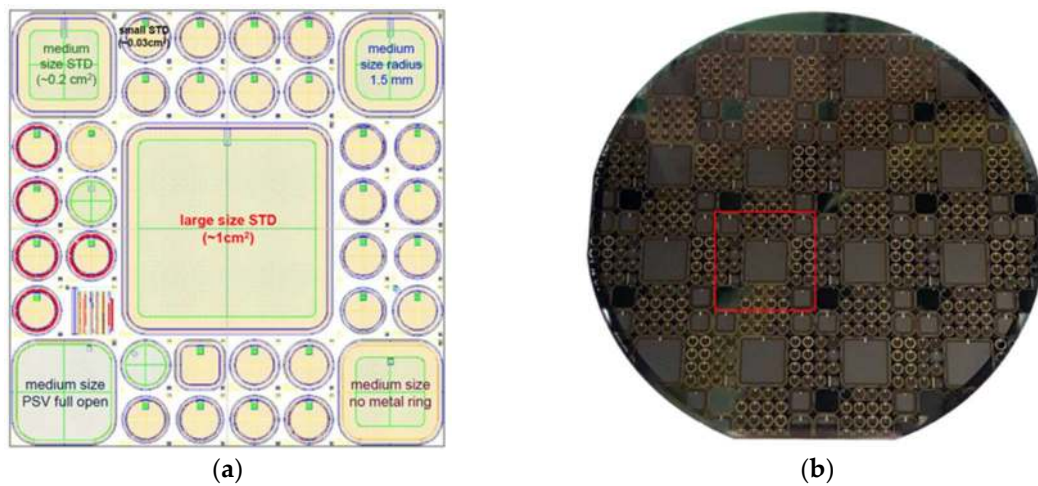 medium
size STD
(~0.2 cm²)
small STD
(~0.03cm²)
medium
size radius
1.5 mm
large size STD
(~1cm²)
medium size
PSV full open
medium size
no metal ring
(a)
(b)